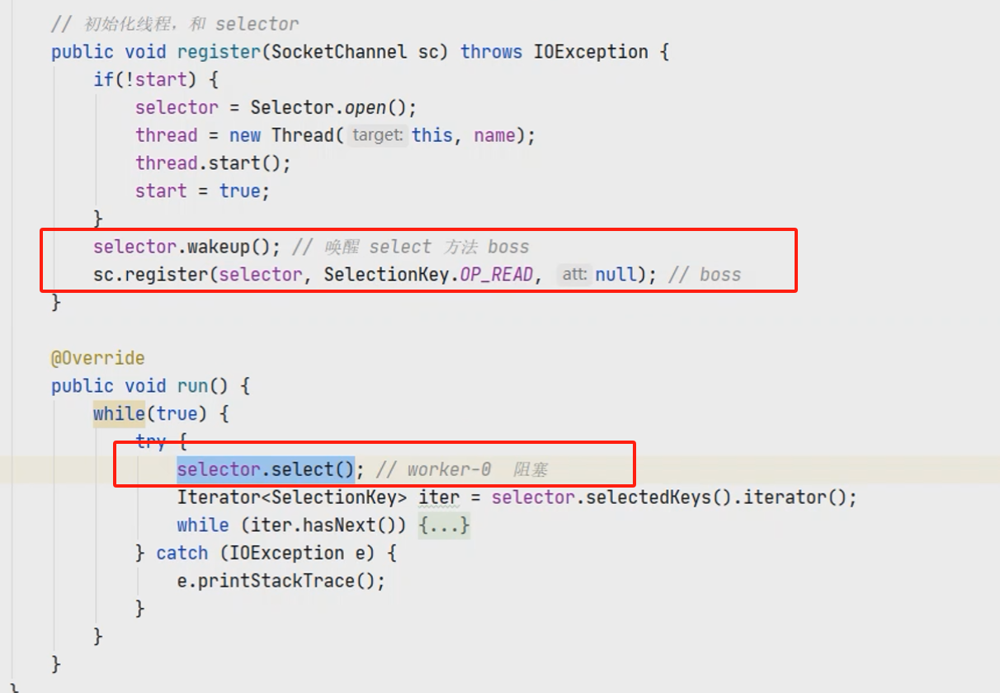 // 初始化线程，和 selector
public void register(SocketChannel sc) throws IOException {
if(!start) {
selector = Selector.open();
thread = new Thread( target: this, name);
thread.start();
start = true;
}
selector.wakeup(); // 唤醒 select 方法 boss
sc.register(selector, SelectionKey.OP_READ, att: null); // boss
}
@Override
public void run() {
while(true) {
try {
selector.select(); // worker-0 阻塞
Iterator<SelectionKey> iter = selector.selectedKeys().iterator();
while (iter.hasNext()) {...}
} catch (IOException e) {
e.printStackTrace();
}
}
}
}